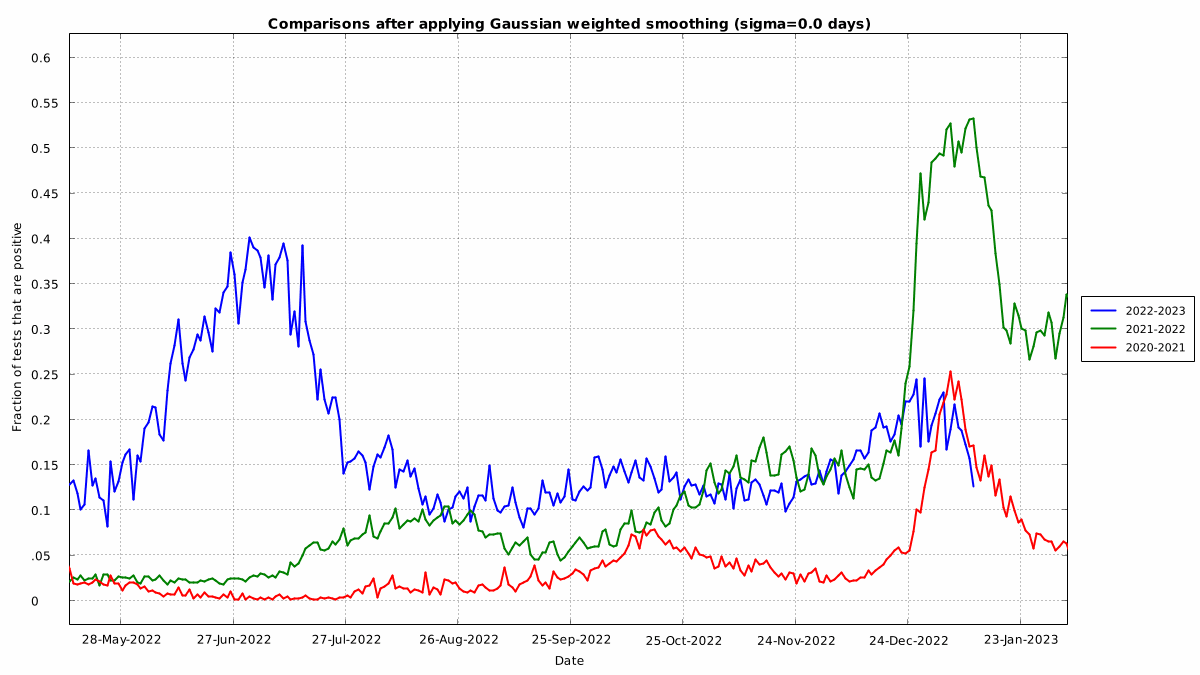 Comparisons after applying Gaussian weighted smoothing (sigma=0.0 days)
0.6
0.55
0.5
0.45
0.4
0.35
0.3
0.25
0.2
0.15
0.1
.05
0
Fraction of tests that are positive
28-May-2022
27-Jun-2022
27-Jul-2022
26-Aug-2022
25-Sep-2022
25-Oct-2022
24-Nov-2022
24-Dec-2022
23-Jan-2023
Date
2022-2023
2021-2022
2020-2021